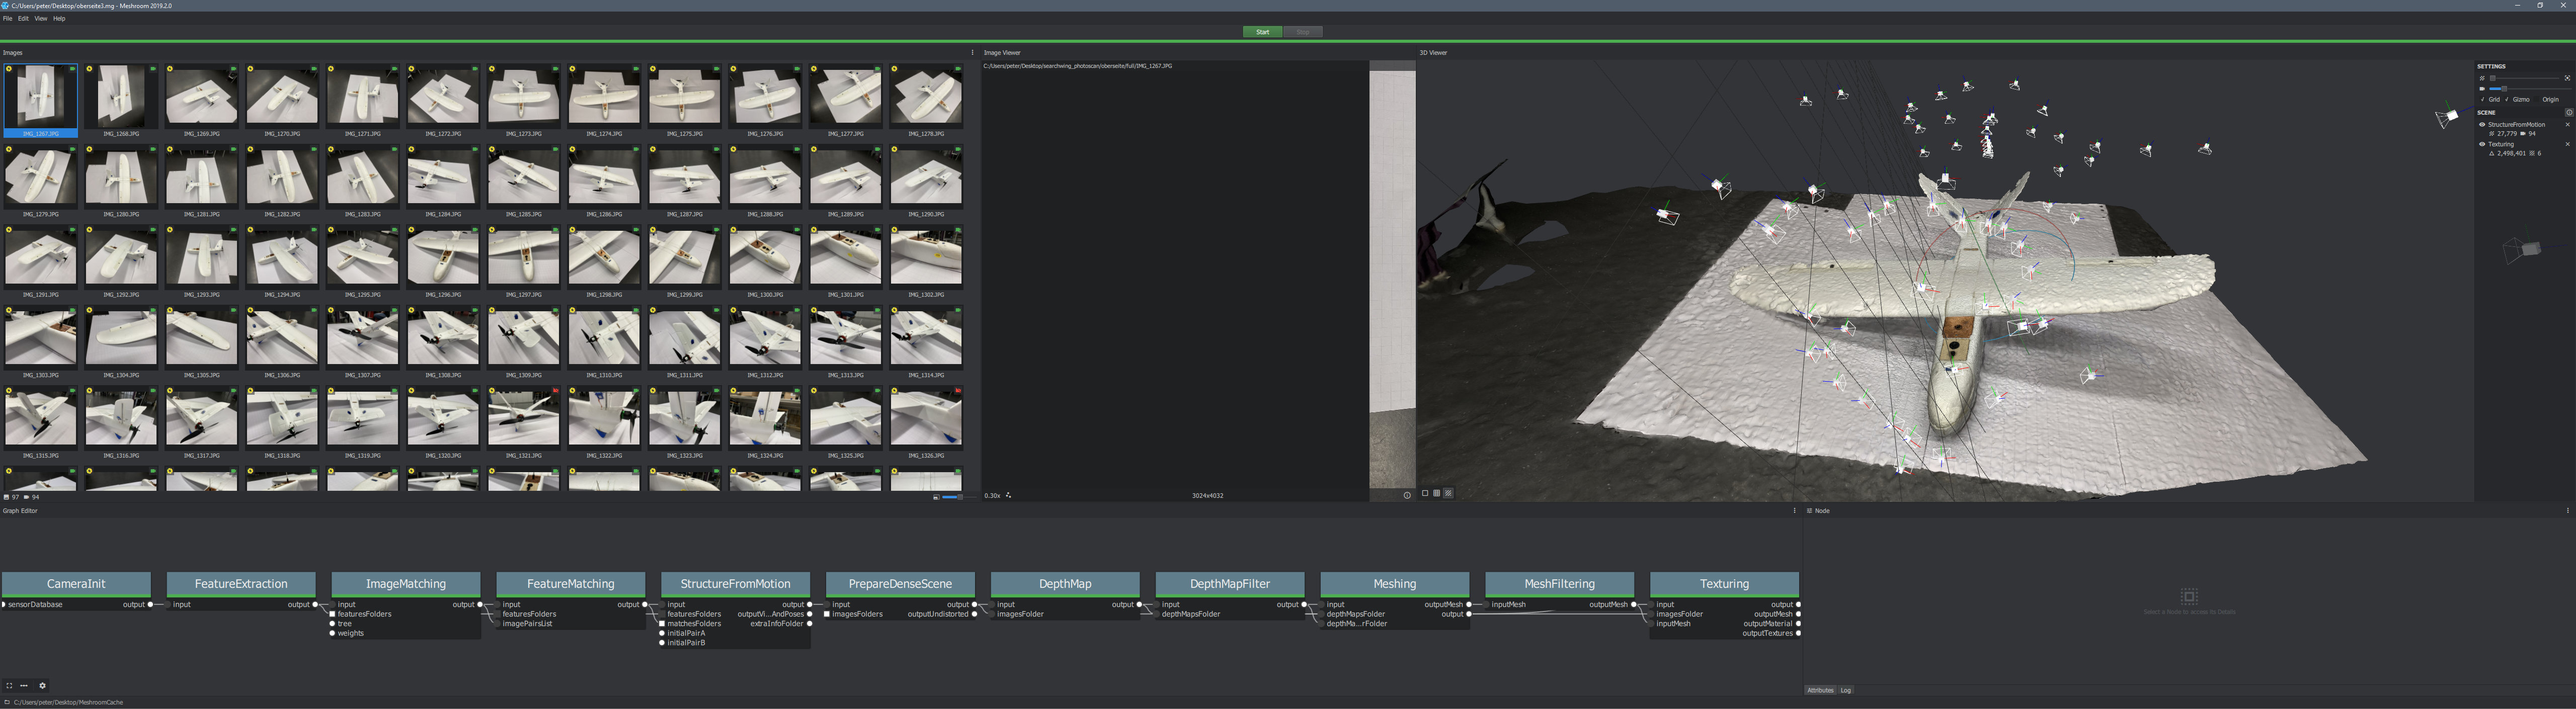 C:/Users/peter/Desktop/oberseite3.mg - Meshroom 2019.2.0
File Edit View Help
Start Stop
Images
IMG_1267.JPG IMG_1268.JPG IMG_1269.JPG IMG_1270.JPG IMG_1271.JPG IMG_1272.JPG IMG_1273.JPG IMG_1274.JPG IMG_1275.JPG IMG_1276.JPG IMG_1277.JPG IMG_1278.JPG
IMG_1279.JPG IMG_1280.JPG IMG_1281.JPG IMG_1282.JPG IMG_1283.JPG IMG_1284.JPG IMG_1285.JPG IMG_1286.JPG IMG_1287.JPG IMG_1288.JPG IMG_1289.JPG IMG_1290.JPG
IMG_1291.JPG IMG_1292.JPG IMG_1293.JPG IMG_1294.JPG IMG_1295.JPG IMG_1296.JPG IMG_1297.JPG IMG_1298.JPG IMG_1299.JPG IMG_1300.JPG IMG_1301.JPG IMG_1302.JPG
IMG_1303.JPG IMG_1304.JPG IMG_1305.JPG IMG_1306.JPG IMG_1307.JPG IMG_1308.JPG IMG_1309.JPG IMG_1310.JPG IMG_1311.JPG IMG_1312.JPG IMG_1313.JPG IMG_1314.JPG
IMG_1315.JPG IMG_1316.JPG IMG_1317.JPG IMG_1318.JPG IMG_1319.JPG IMG_1320.JPG IMG_1321.JPG IMG_1322.JPG IMG_1323.JPG IMG_1324.JPG IMG_1325.JPG IMG_1326.JPG
97 94
Image Viewer
C:/Users/peter/Desktop/searchwing_photoscan/oberseite/full/IMG_1267.JPG
0.30x 3024x4032
3D Viewer
SETTINGS
Grid Gizmo Origin
SCENE
StructureFromMotion
27,779 94
Texturing
2,498,401 6
Graph Editor
CameraInit
sensorDatabase output
FeatureExtraction
input output
ImageMatching
input output
featuresFolders
tree
weights
FeatureMatching
input output
featuresFolders
imagePairsList
StructureFromMotion
input output
featuresFolders outputVi...AndPoses
matchesFolders extraInfoFolder
initialPairA
initialPairB
PrepareDenseScene
input output
imagesFolders outputUndistorted
DepthMap
input output
imagesFolder
DepthMapFilter
input output
depthMapsFolder
Meshing
input outputMesh
depthMapsFolder output
depthMa...rFolder
MeshFiltering
inputMesh outputMesh
Texturing
input output
imagesFolder outputMesh
inputMesh outputMaterial
outputTextures
Node
Select a Node to access its Details
Attributes Log
C:/Users/peter/Desktop/MeshroomCache